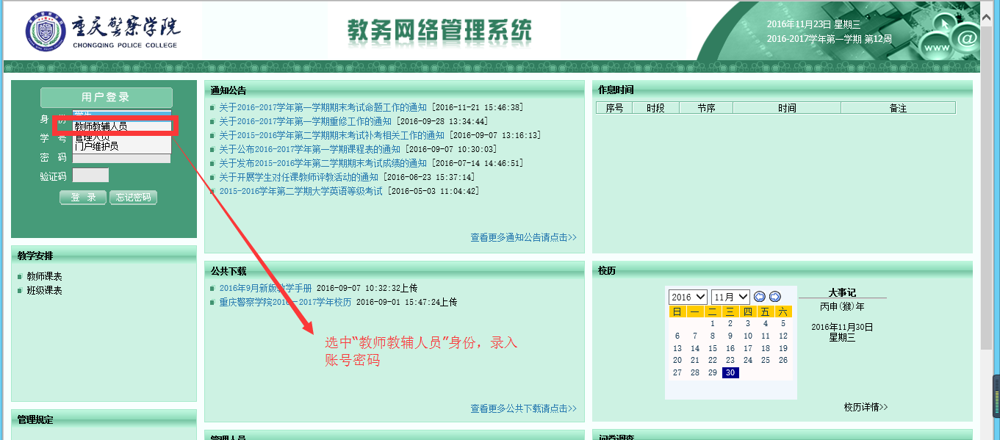 重庆警察学院
CHONGQING POLICE COLLEGE
教务网络管理系统
2016年11月23日 星期三
2016-2017学年第一学期 第12周
www
@
用户登录
身 份
学生
教师教辅人员
管理人员
门户维护员
学 号
密 码
验证码
登 录 忘记密码
教学安排
教师课表
班级课表
管理规定
通知公告
关于2016-2017学年第一学期期末考试命题工作的通知 [2016-11-21 15:46:38]
关于2016-2017学年第一学期重修工作的通知 [2016-09-28 13:34:44]
关于2015-2016学年第二学期期末考试补考相关工作的通知 [2016-09-07 13:16:13]
关于公布2016-2017学年第一学期课程表的通知 [2016-09-07 10:30:03]
关于发布2015-2016学年第二学期期末考试成绩的通知 [2016-07-14 14:46:51]
关于开展学生对任课教师评教活动的通知 [2016-06-23 15:37:14]
2015-2016学年第二学期大学英语等级考试 [2016-05-03 11:04:42]
查看更多通知公告请点击>>
公共下载
2016年9月新版教学手册 2016-09-07 10:32:32上传
重庆警察学院2016-2017学年校历 2016-09-01 15:47:24上传
选中“教师教辅人员”身份，录入
账号密码
查看更多公共下载请点击>>
管理人员
作息时间
序号 时段 节序 时间 备注
校历
2016 11月
日 一 二 三 四 五 六
1 2 3 4 5
6 7 8 9 10 11 12
13 14 15 16 17 18 19
20 21 22 23 24 25 26
27 28 29 30
大事记
丙申(猴)年
2016年11月30日
星期三
校历详情>>
问卷调查